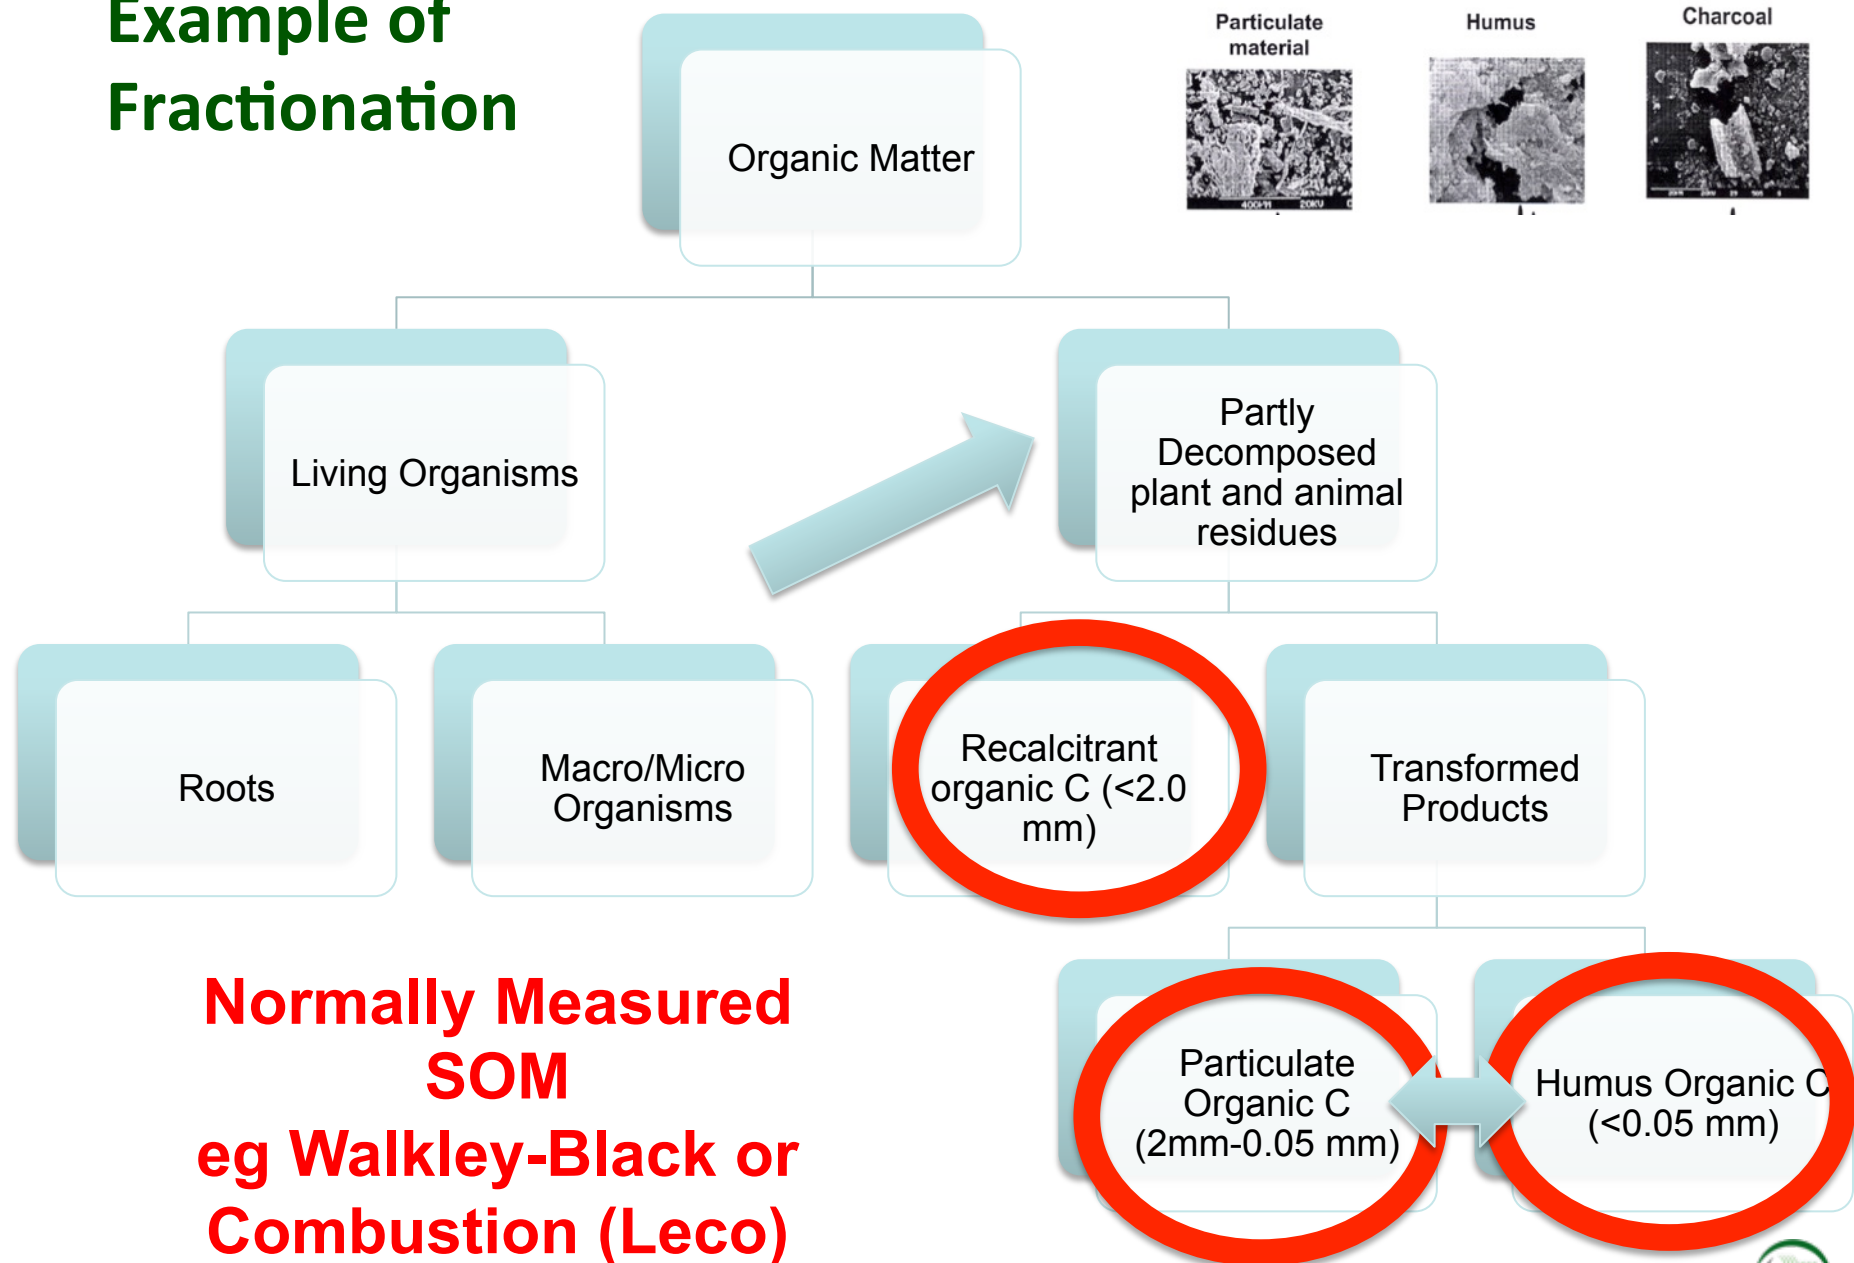 Example of
Fractionation
Particulate
material
Humus
Charcoal
400µM 20KU
Organic Matter
Living Organisms
Partly
Decomposed
plant and animal
residues
Roots
Macro/Micro
Organisms
Recalcitrant
organic C (<2.0
mm)
Transformed
Products
Particulate
Organic C
(2mm-0.05 mm)
Humus Organic C
(<0.05 mm)
Normally Measured
SOM
eg Walkley-Black or
Combustion (Leco)